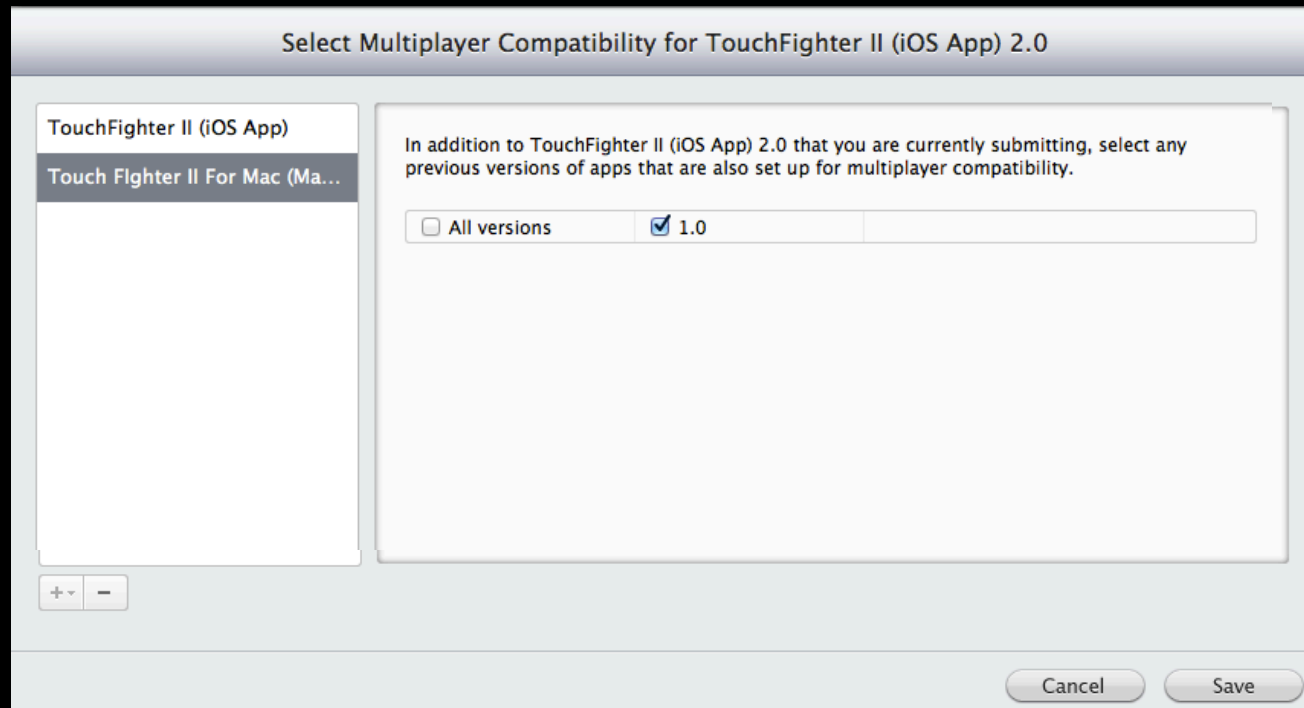 Select Multiplayer Compatibility for TouchFighter II (iOS App) 2.0
TouchFighter II (iOS App)
Touch FIghter II For Mac (Ma...
In addition to TouchFighter II (iOS App) 2.0 that you are currently submitting, select any
previous versions of apps that are also set up for multiplayer compatibility.
All versions
1.0
Cancel
Save